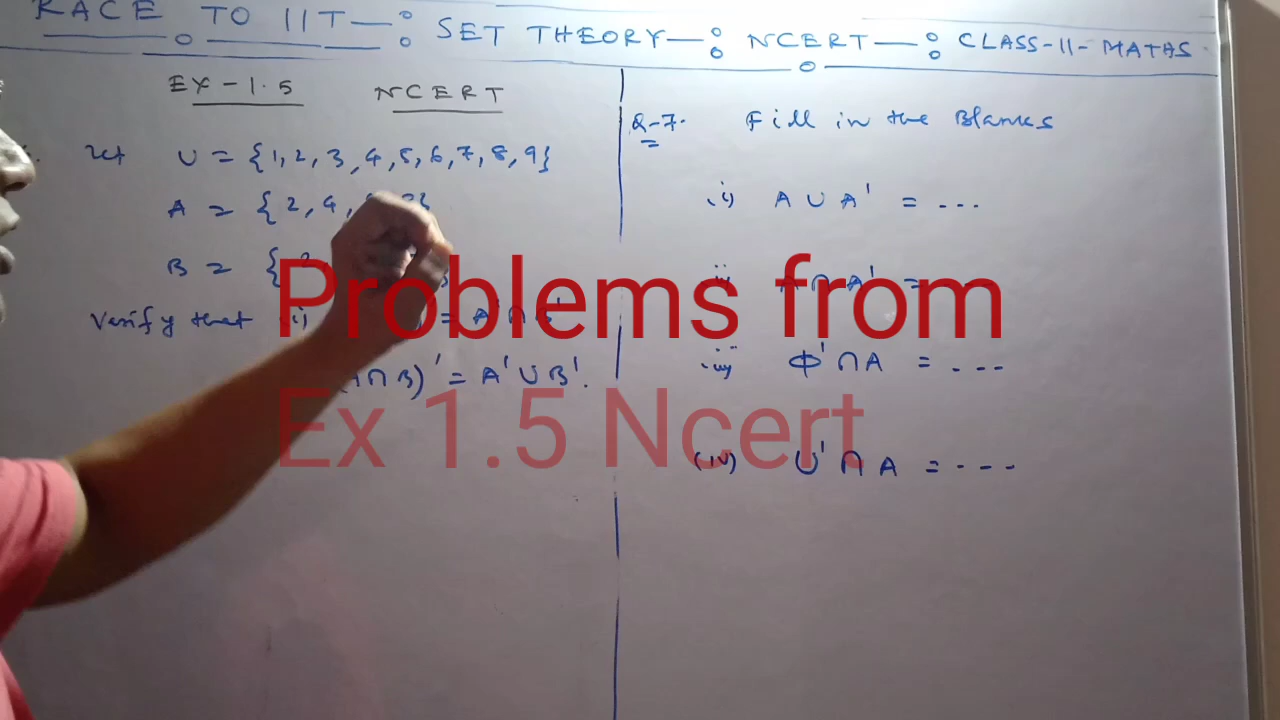 RACE TO IIT—: SET THEORY—: NCERT—: CLASS-11-MATHS
EX-1.5 NCERT
Let U = {1, 2, 3, 4, 5, 6, 7, 8, 9}
A = {2, 4,
B = {
Verify that (i) = A' ∩ B'
∩ B)' = A' ∪ B'.
Q-7. Fill in the Blanks
(i) A ∪ A' = ---
ii A ∩ A' =
iii) ϕ' ∩ A = ---
(iv) U' ∩ A = ---
Problems from
Ex 1.5 Ncert